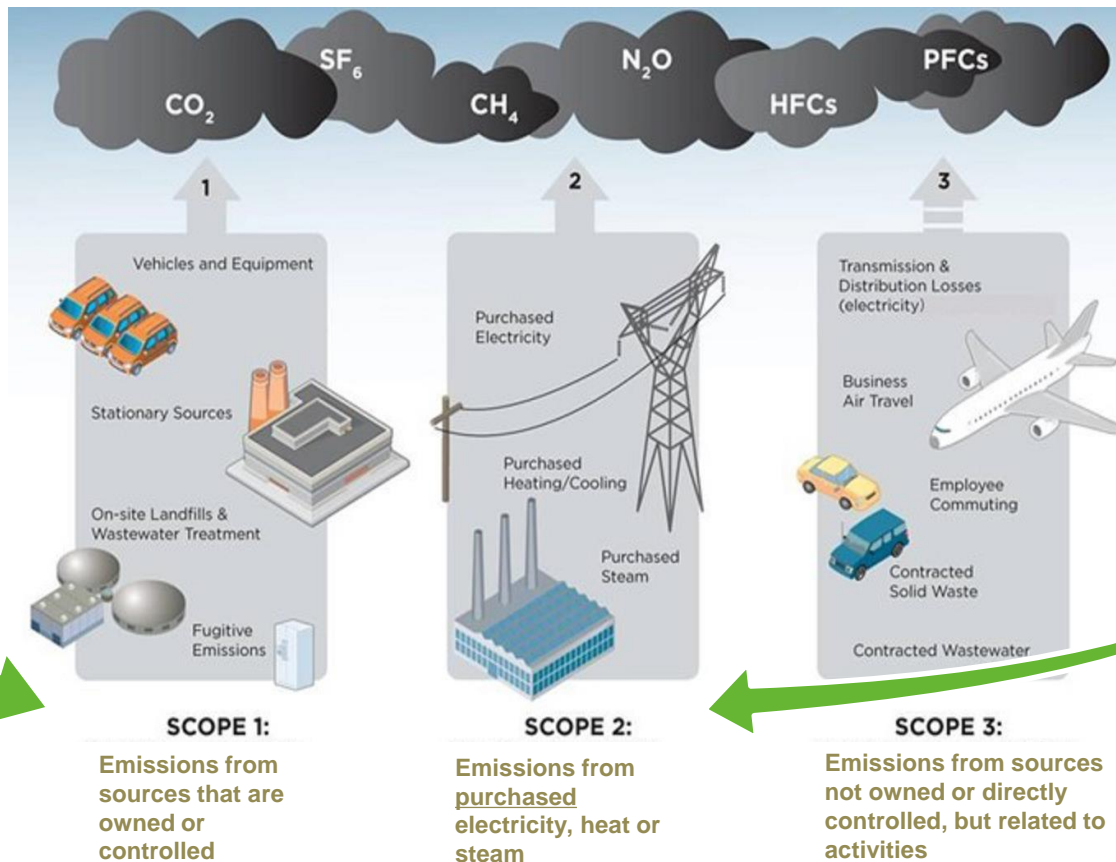 SF₆
N₂O
PFCs
CO₂
CH₄
HFCs
1
2
3
Vehicles and Equipment
Stationary Sources
On-site Landfills &
Wastewater Treatment
Fugitive
Emissions
Purchased
Electricity
Purchased
Heating/Cooling
Purchased
Steam
Transmission &
Distribution Losses
(electricity)
Business
Air Travel
Employee
Commuting
Contracted
Solid Waste
Contracted Wastewater
SCOPE 1:
Emissions from
sources that are
owned or
controlled
SCOPE 2:
Emissions from
purchased
electricity, heat or
steam
SCOPE 3:
Emissions from sources
not owned or directly
controlled, but related to
activities